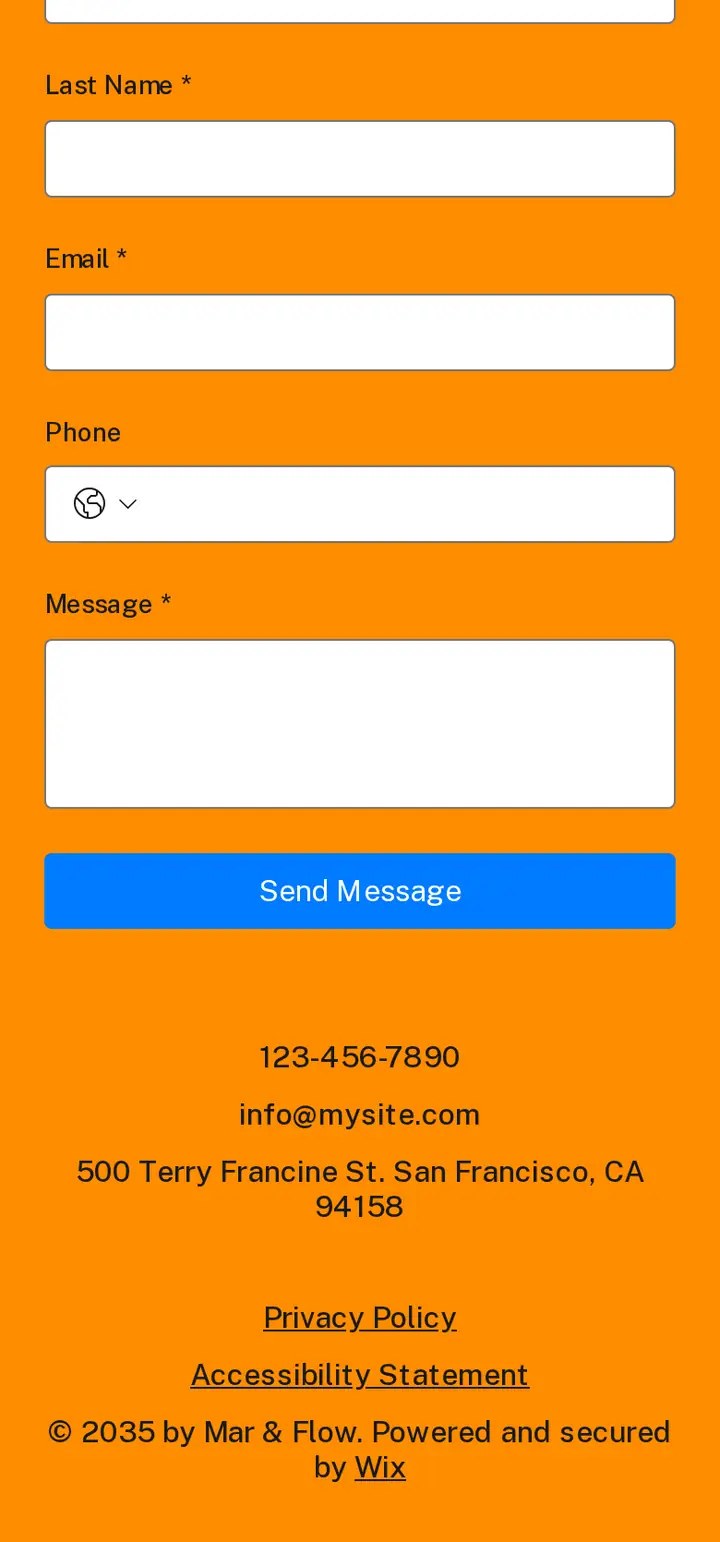 Last Name *
Email *
Phone
Message *
Send Message
123-456-7890
info@mysite.com
500 Terry Francine St. San Francisco, CA
94158
Privacy Policy
Accessibility Statement
© 2035 by Mar & Flow. Powered and secured
by Wix